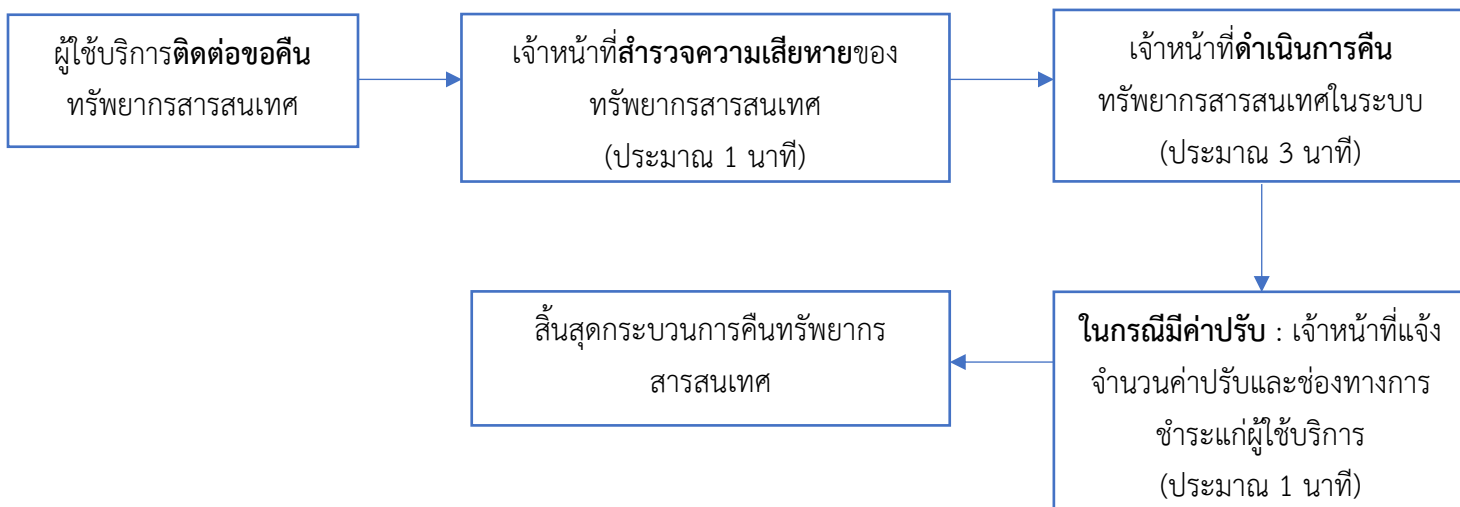 ผู้ใช้บริการติดต่อขอคืน
ทรัพยากรสารสนเทศ
เจ้าหน้าที่สำรวจความเสียหายของ
ทรัพยากรสารสนเทศ
(ประมาณ 1 นาที)
เจ้าหน้าที่ดำเนินการคืน
ทรัพยากรสารสนเทศในระบบ
(ประมาณ 3 นาที)
ในกรณีมีค่าปรับ : เจ้าหน้าที่แจ้ง
จำนวนค่าปรับและช่องทางการ
ชำระแก่ผู้ใช้บริการ
(ประมาณ 1 นาที)
สิ้นสุดกระบวนการคืนทรัพยากร
สารสนเทศ